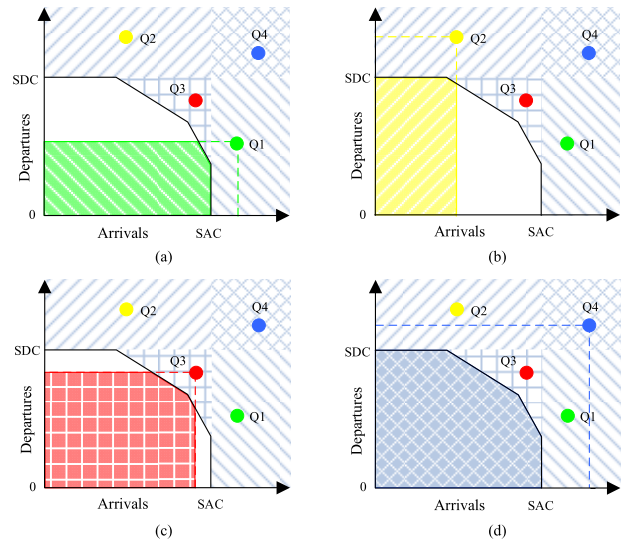 Q2
Q4
SDC
Q3
Q1
Departures
0
Arrivals
SAC
(a)
Q2
Q4
SDC
Q3
Q1
Departures
0
Arrivals
SAC
(b)
Q2
Q4
SDC
Q3
Q1
Departures
0
Arrivals
SAC
(c)
Q2
Q4
SDC
Q3
Q1
Departures
0
Arrivals
SAC
(d)